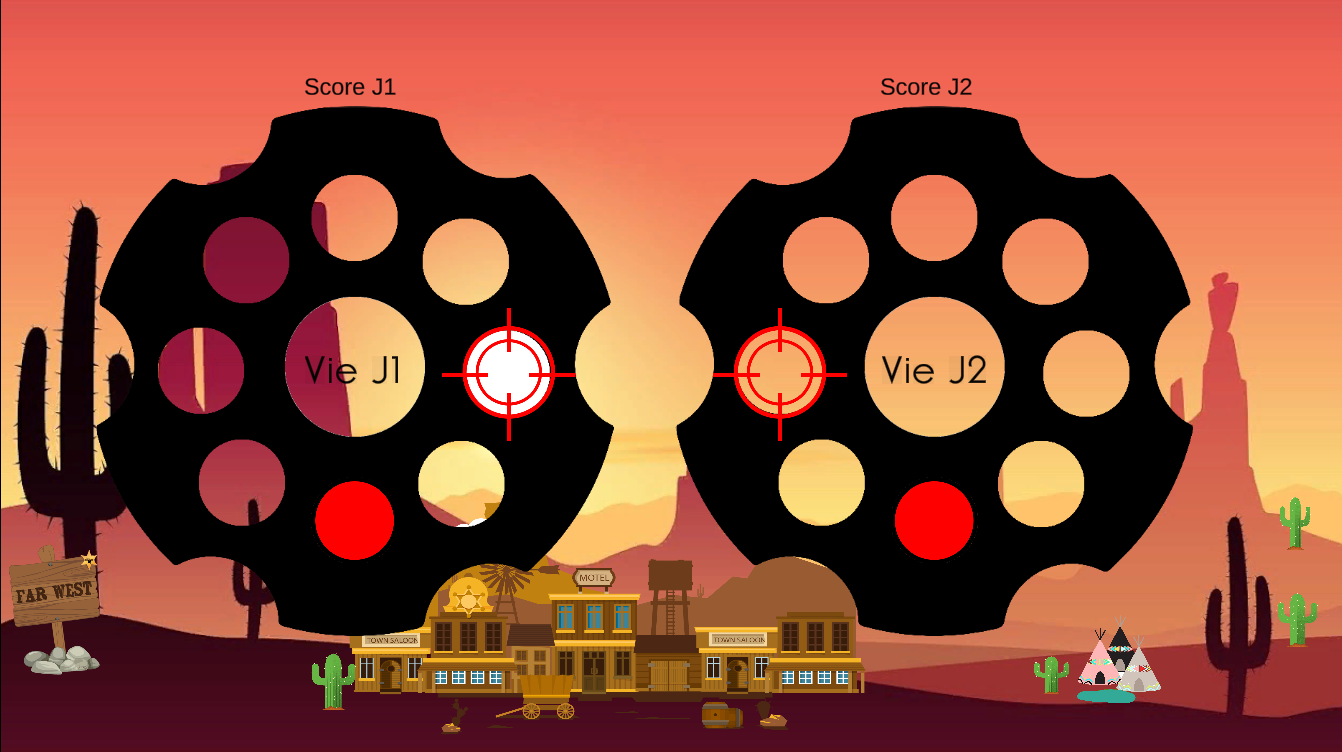 Score J1
Score J2
Vie J1
Vie J2
FAR WEST
MOTEL
TOWN SALOON
TOWN SALOON